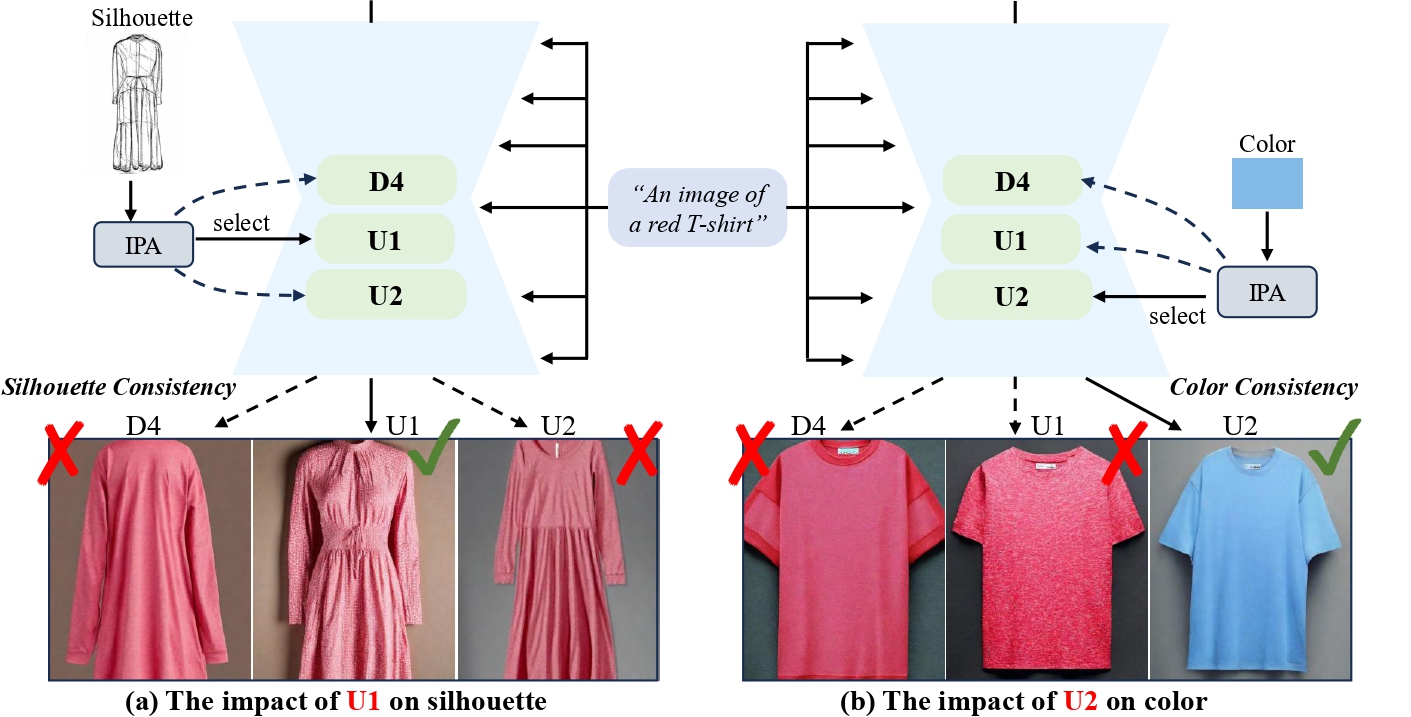 Silhouette
D4
U1
U2
IPA
select
“An image of
a red T-shirt”
D4
U1
U2
Color
IPA
select
Silhouette Consistency
D4
U1
U2
Color Consistency
D4
U1
U2
(a) The impact of U1 on silhouette
(b) The impact of U2 on color